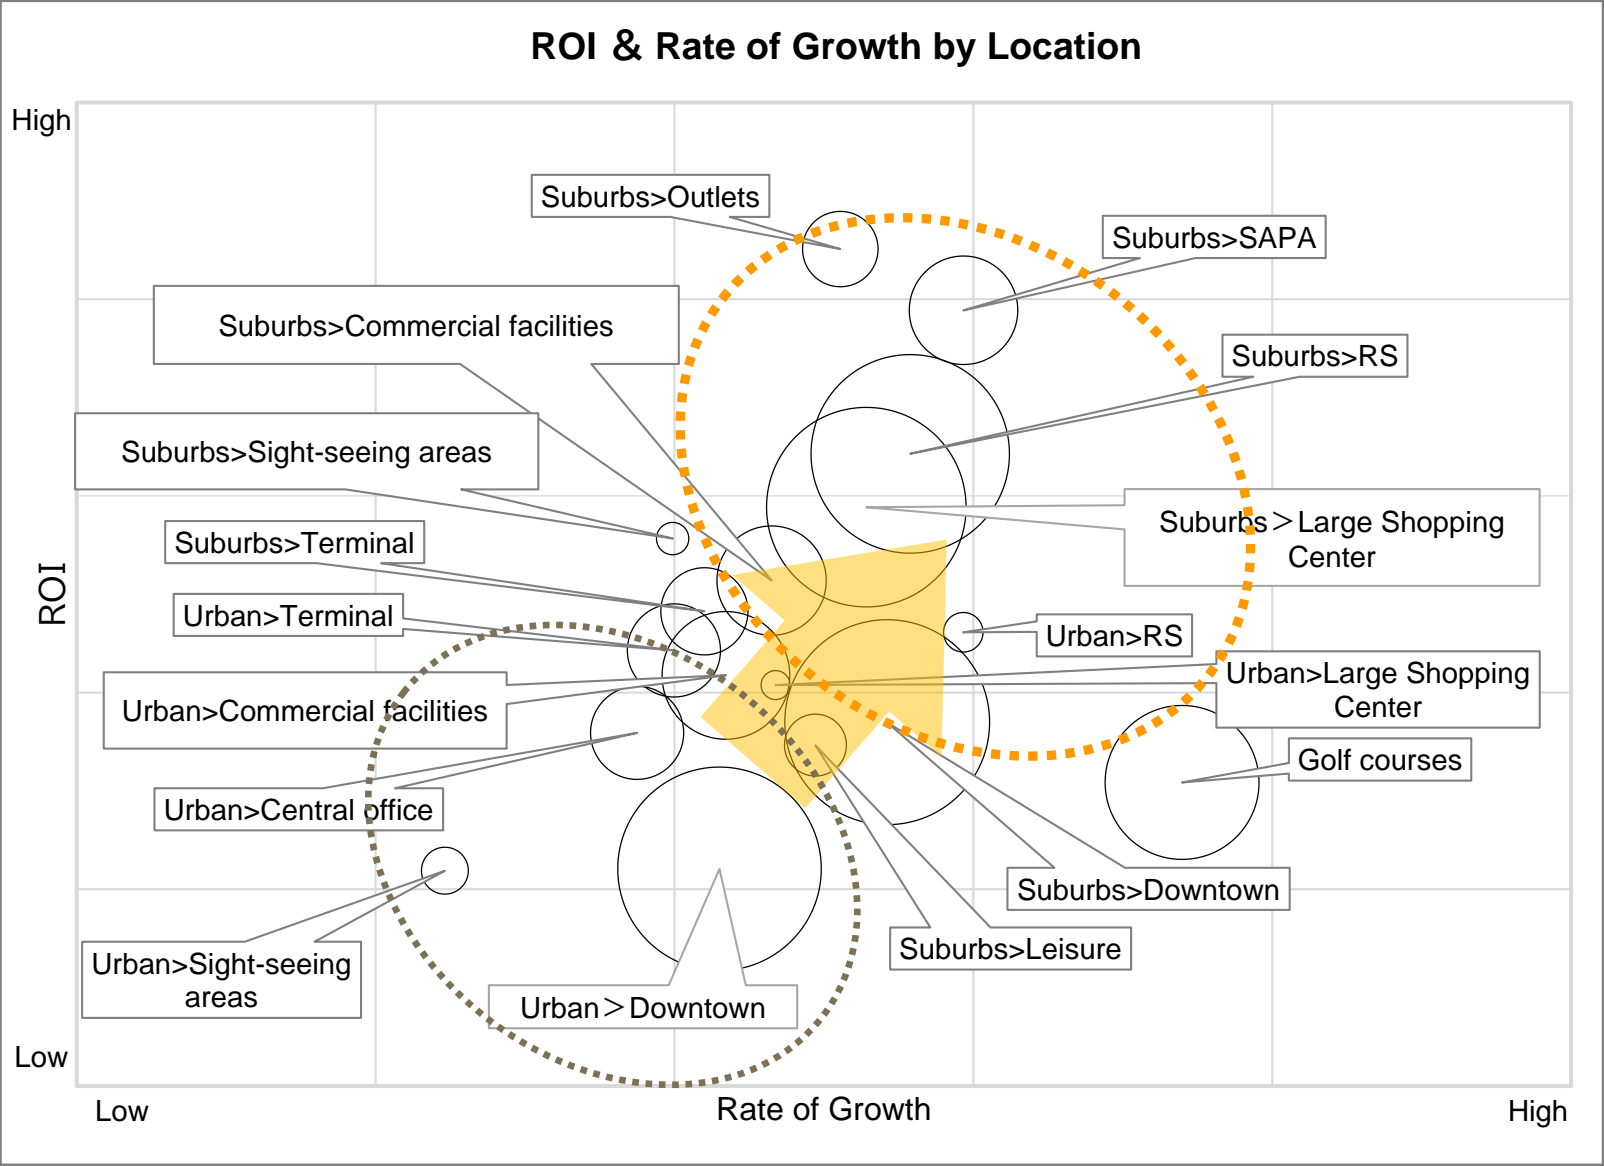 ROI ＆ Rate of Growth by Location
High
Suburbs>Outlets
Suburbs>SAPA
Suburbs>Commercial facilities
Suburbs>RS
Suburbs>Sight-seeing areas
Suburbs＞Large Shopping
Center
Suburbs>Terminal
ROI
Urban>Terminal
Urban>RS
Urban>Large Shopping
Center
Urban>Commercial facilities
Golf courses
Urban>Central office
Suburbs>Downtown
Suburbs>Leisure
Urban>Sight-seeing
areas
Urban＞Downtown
Low
Low
Rate of Growth
High